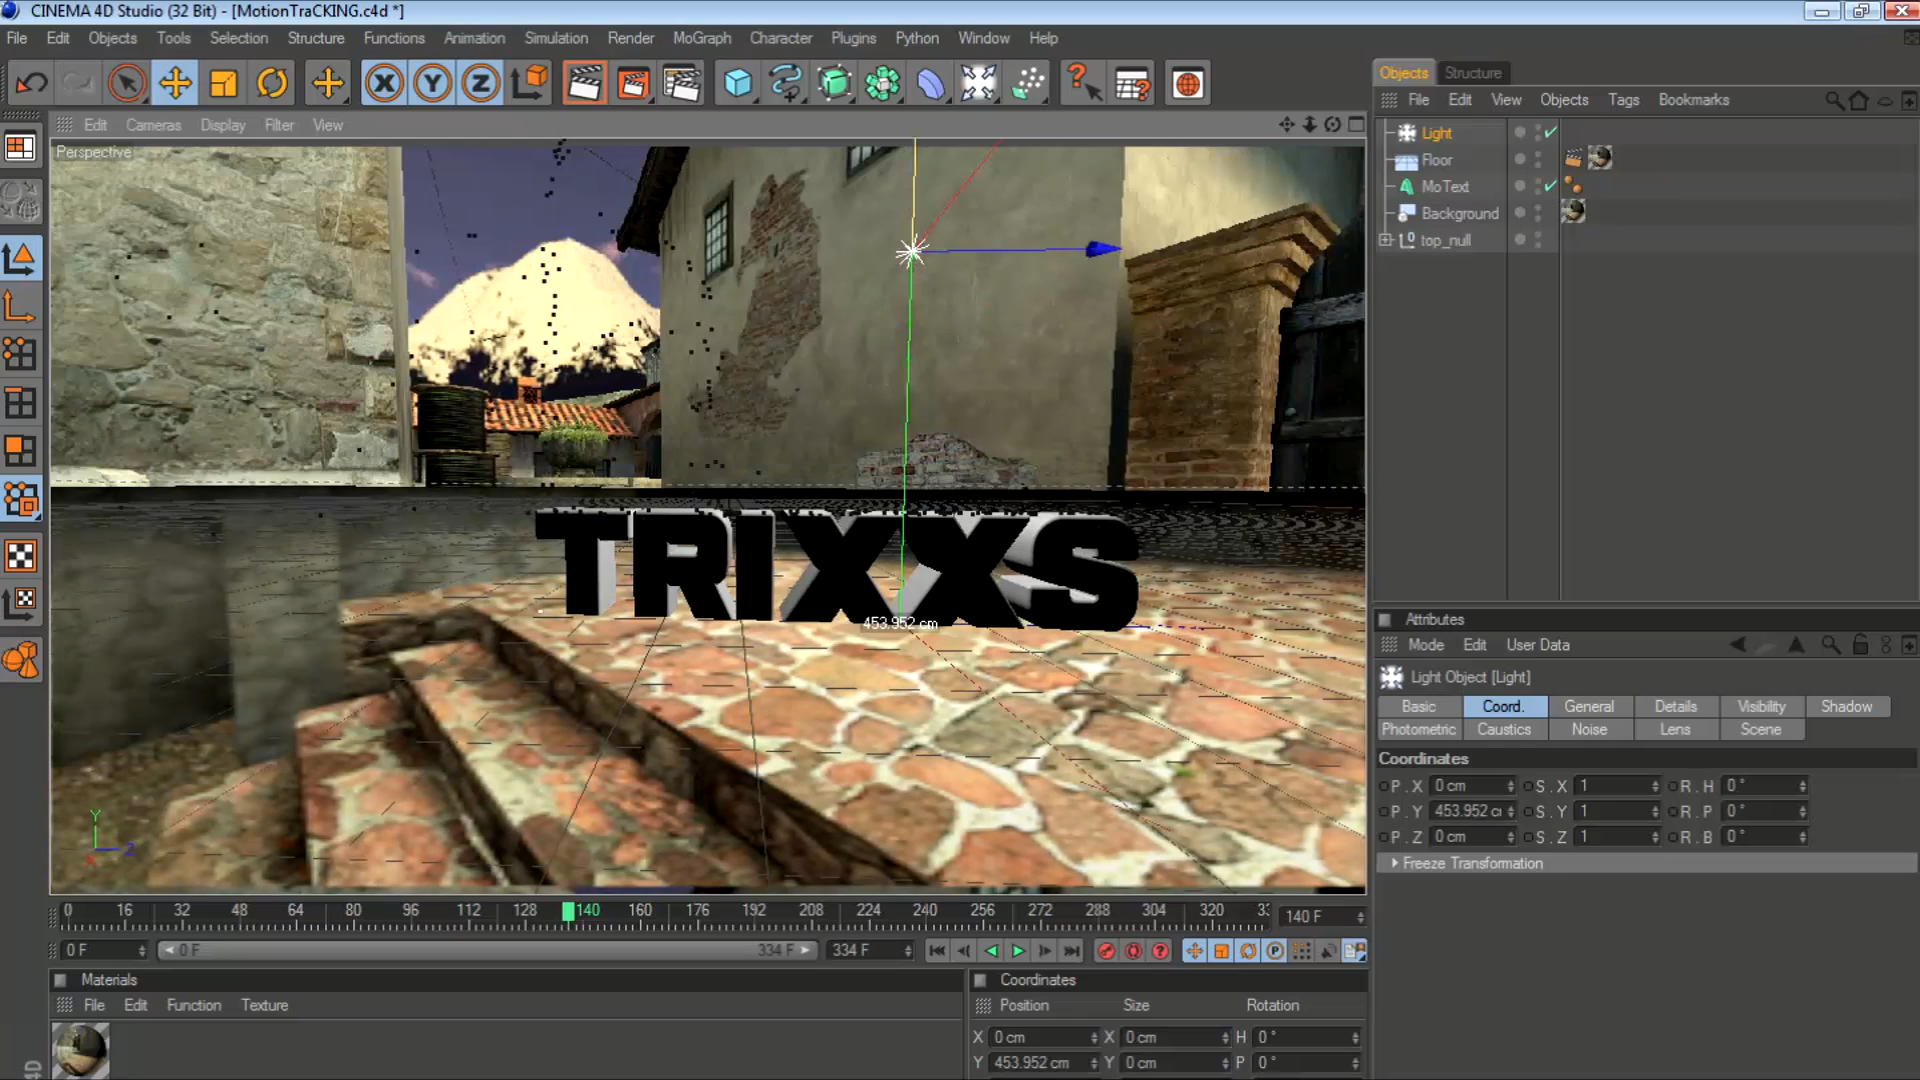 CINEMA 4D Studio (32 Bit) - [MotionTraCKING.c4d *]
File Edit Objects Tools Selection Structure Functions Animation Simulation Render MoGraph Character Plugins Python Window Help
X Y Z
Objects Structure
File Edit View Objects Tags Bookmarks
Edit Cameras Display Filter View
Perspective
Light
Floor
MoText
Background
top_null
TRIXXS
453.952 cm
Y
X Z
Attributes
Mode Edit User Data
Light Object [Light]
Basic Coord. General Details Visibility Shadow
Photometric Caustics Noise Lens Scene
Coordinates
P . X 0 cm S . X 1 R . H 0 °
P . Y 453.952 c S . Y 1 R . P 0 °
P . Z 0 cm S . Z 1 R . B 0 °
Freeze Transformation
0 16 32 48 64 80 96 112 128 140 160 176 192 208 224 240 256 272 288 304 320 33
140 F
0 F 0 F 334 F 334 F
Materials
File Edit Function Texture
Coordinates
Position Size Rotation
X 0 cm X 0 cm H 0 °
Y 453.952 cm Y 0 cm P 0 °
4D